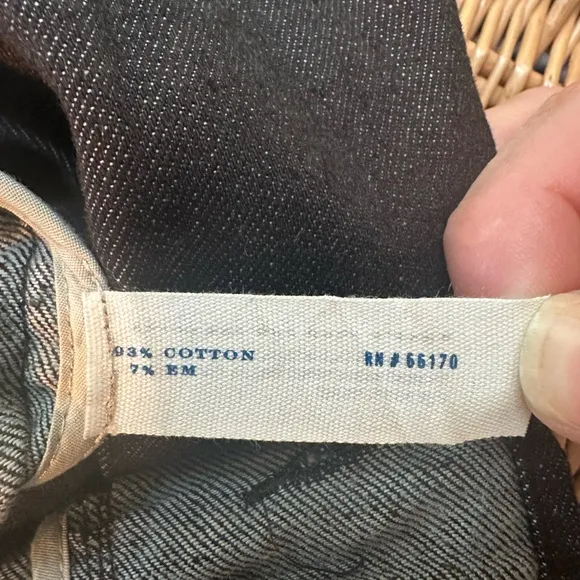 93% COTTON
7% EM
RN # 66170